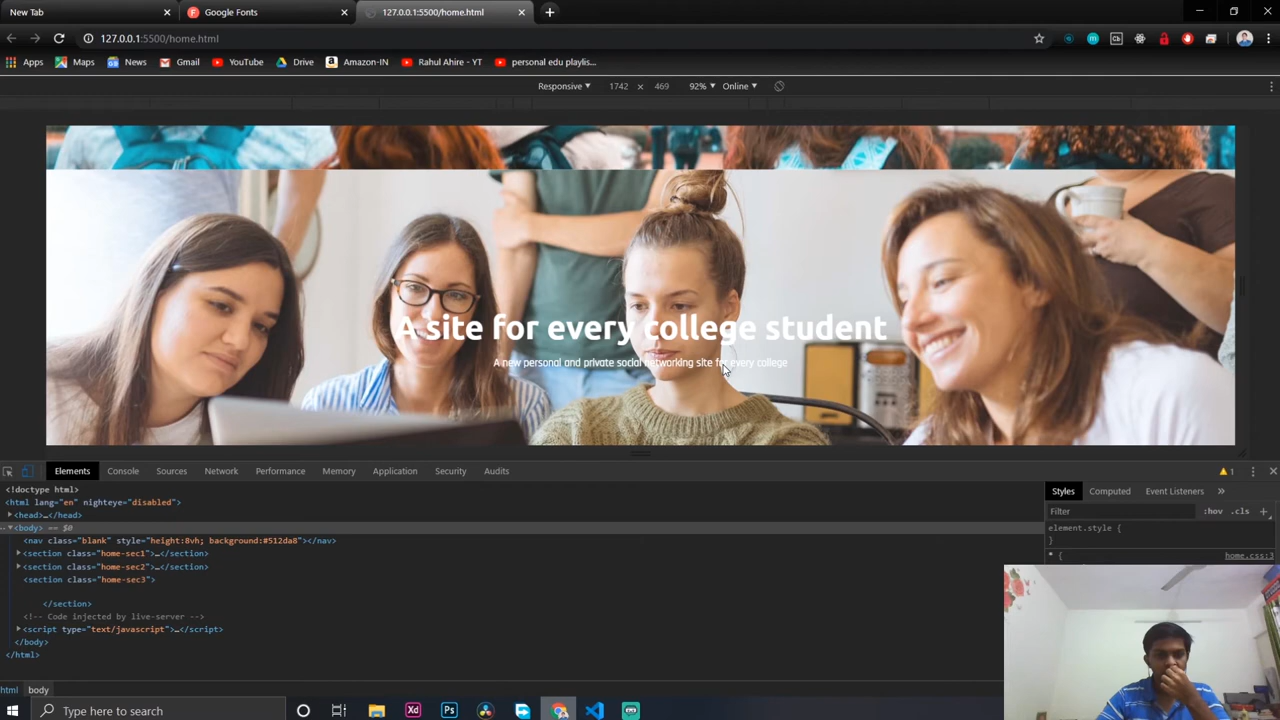 New Tab
Google Fonts
127.0.0.1:5500/home.html
127.0.0.1:5500/home.html
Apps Maps News Gmail YouTube Drive Amazon-IN Rahul Ahire - YT personal edu playlis...
Responsive 1742 × 469 92% Online
A site for every college student
A new personal and private social networking site for every college
Elements Console Sources Network Performance Memory Application Security Audits 1
<!doctype html>
<html lang="en" nighteye="disabled">
<head>…</head>
<body> == $0
<nav class="blank" style="height:8vh; background:#512da8"></nav>
<section class="home-sec1">…</section>
<section class="home-sec2">…</section>
<section class="home-sec3">
</section>
<!-- Code injected by live-server -->
<script type="text/javascript">…</script>
</body>
</html>
Styles Computed Event Listeners »
Filter :hov .cls +
element.style {
}
* { home.css:3
html body
Type here to search
Xd Ps